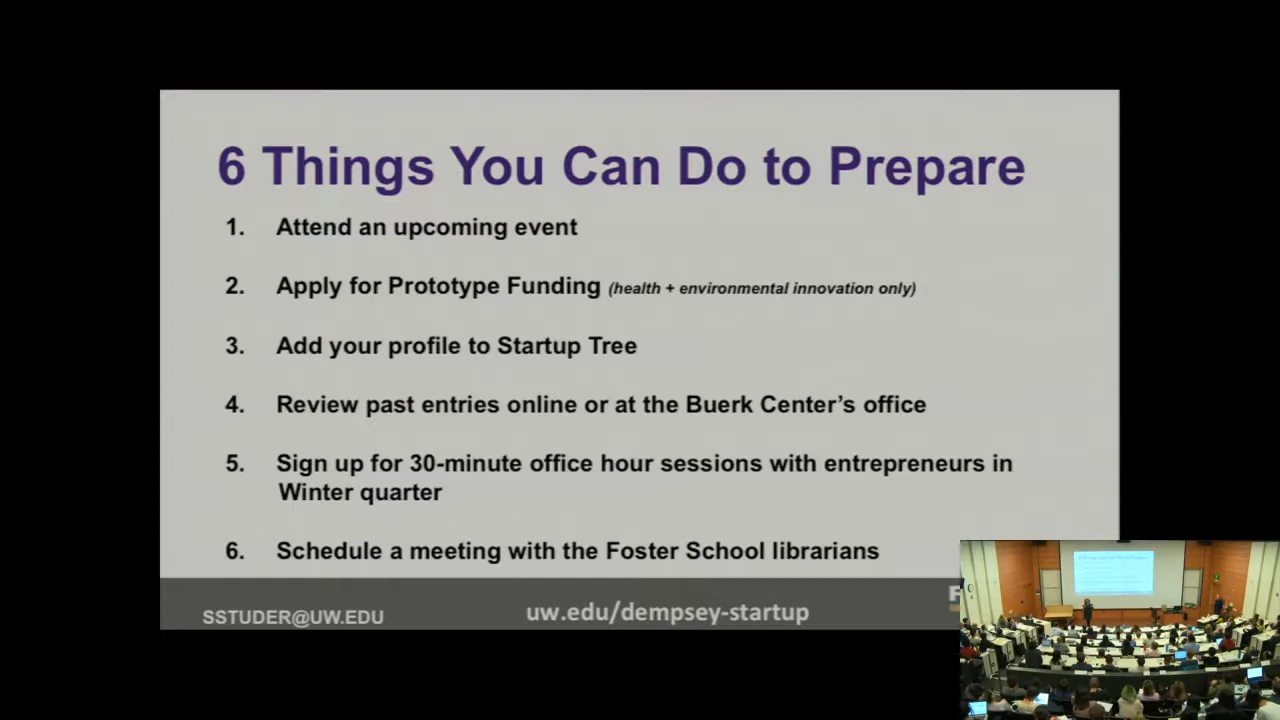 6 Things You Can Do to Prepare
1. Attend an upcoming event
2. Apply for Prototype Funding (health + environmental innovation only)
3. Add your profile to Startup Tree
4. Review past entries online or at the Buerk Center’s office
5. Sign up for 30-minute office hour sessions with entrepreneurs in
Winter quarter
6. Schedule a meeting with the Foster School librarians
SSTUDER@UW.EDU
uw.edu/dempsey-startup